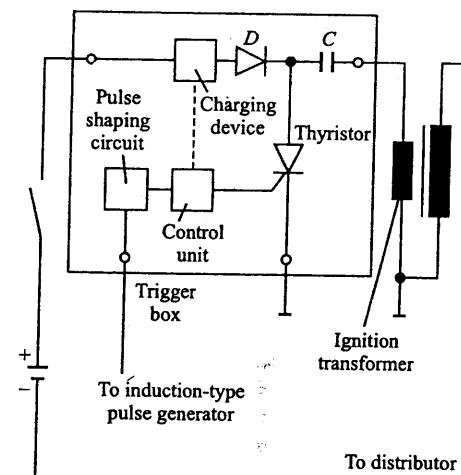 D
C
Pulse
shaping
circuit
Charging
device
Thyristor
Control
unit
Trigger
box
Ignition
transformer
+
−
To induction-type
pulse generator
To distributor